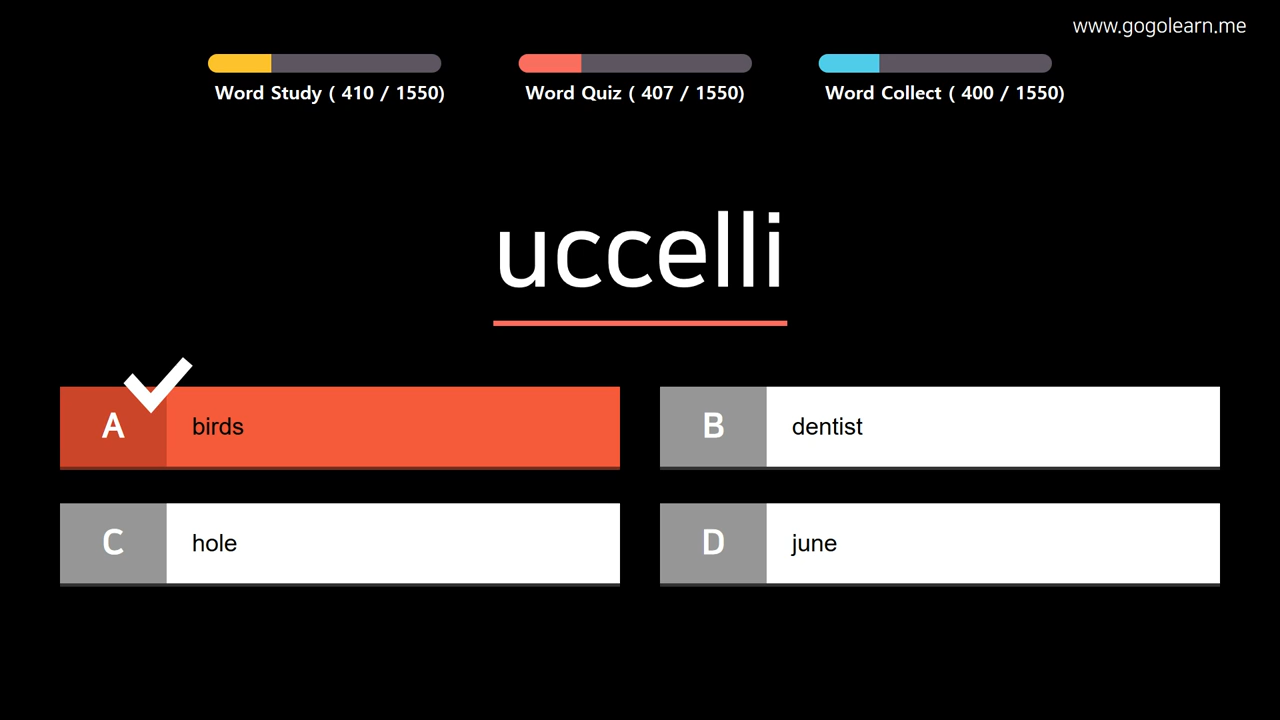 www.gogolearn.me
Word Study ( 410 / 1550)
Word Quiz ( 407 / 1550)
Word Collect ( 400 / 1550)
uccelli
A birds
B dentist
C hole
D june